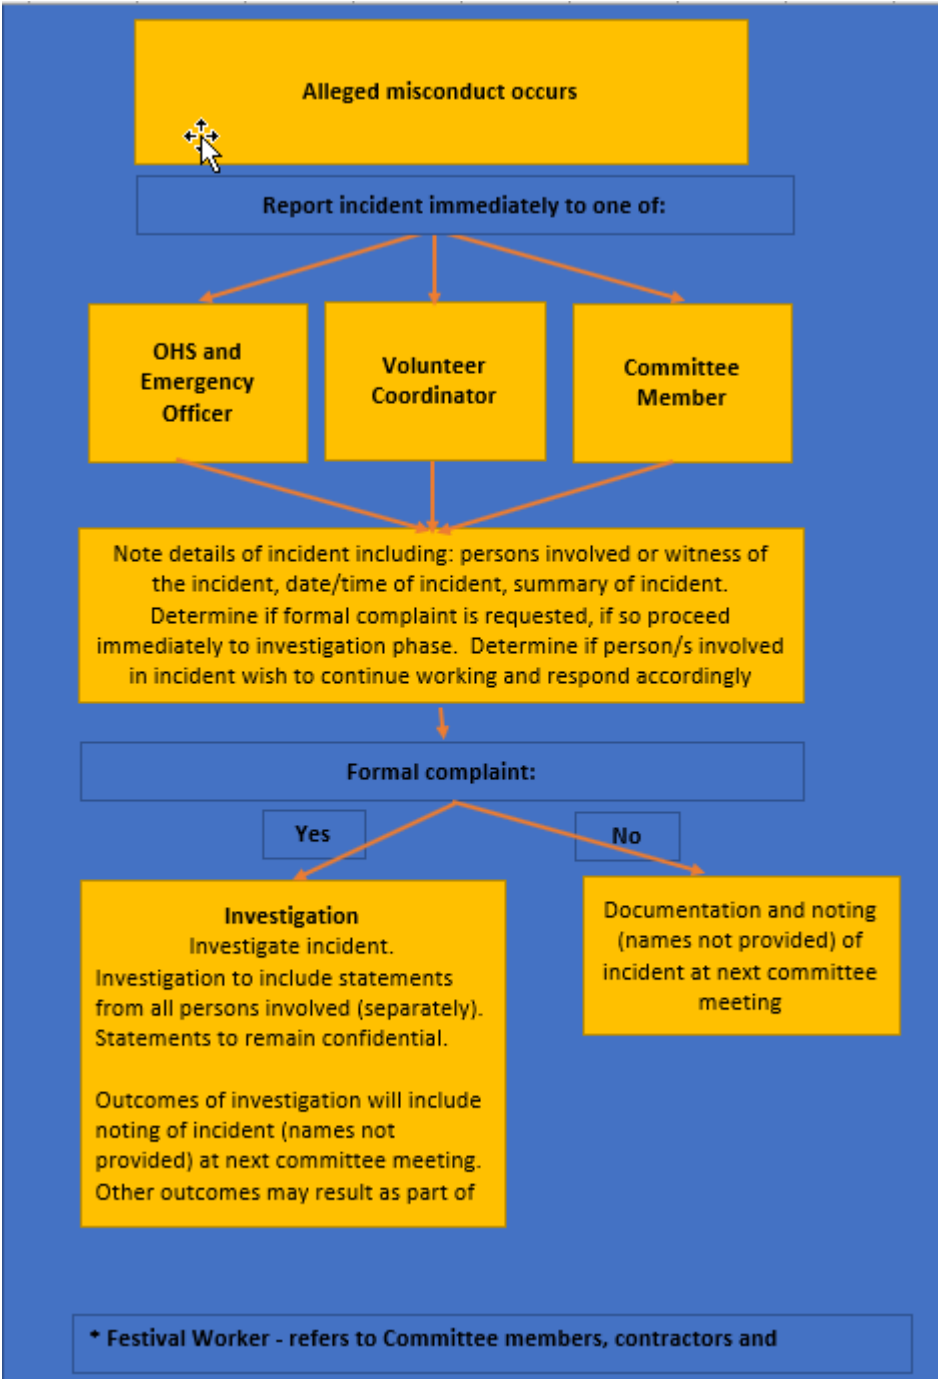 Alleged misconduct occurs
Report incident immediately to one of:
OHS and
Emergency
Officer
Volunteer
Coordinator
Committee
Member
Note details of incident including: persons involved or witness of
the incident, date/time of incident, summary of incident.
Determine if formal complaint is requested, if so proceed
immediately to investigation phase.  Determine if person/s involved
in incident wish to continue working and respond accordingly
Formal complaint:
Yes
No
Investigation
Investigate incident.
Investigation to include statements
from all persons involved (separately).
Statements to remain confidential.
Outcomes of investigation will include
noting of incident (names not
provided) at next committee meeting.
Other outcomes may result as part of
Documentation and noting
(names not provided) of
incident at next committee
meeting
* Festival Worker - refers to Committee members, contractors and